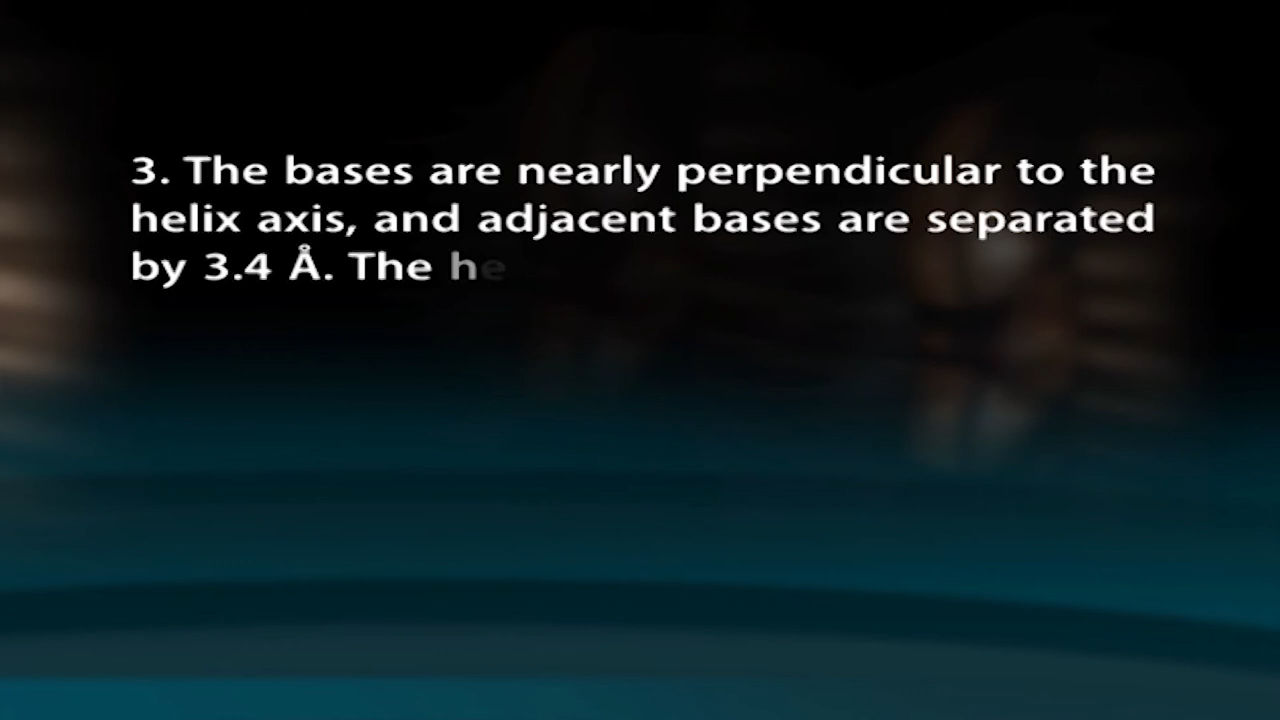 3. The bases are nearly perpendicular to the
helix axis, and adjacent bases are separated
by 3.4 Å. The he